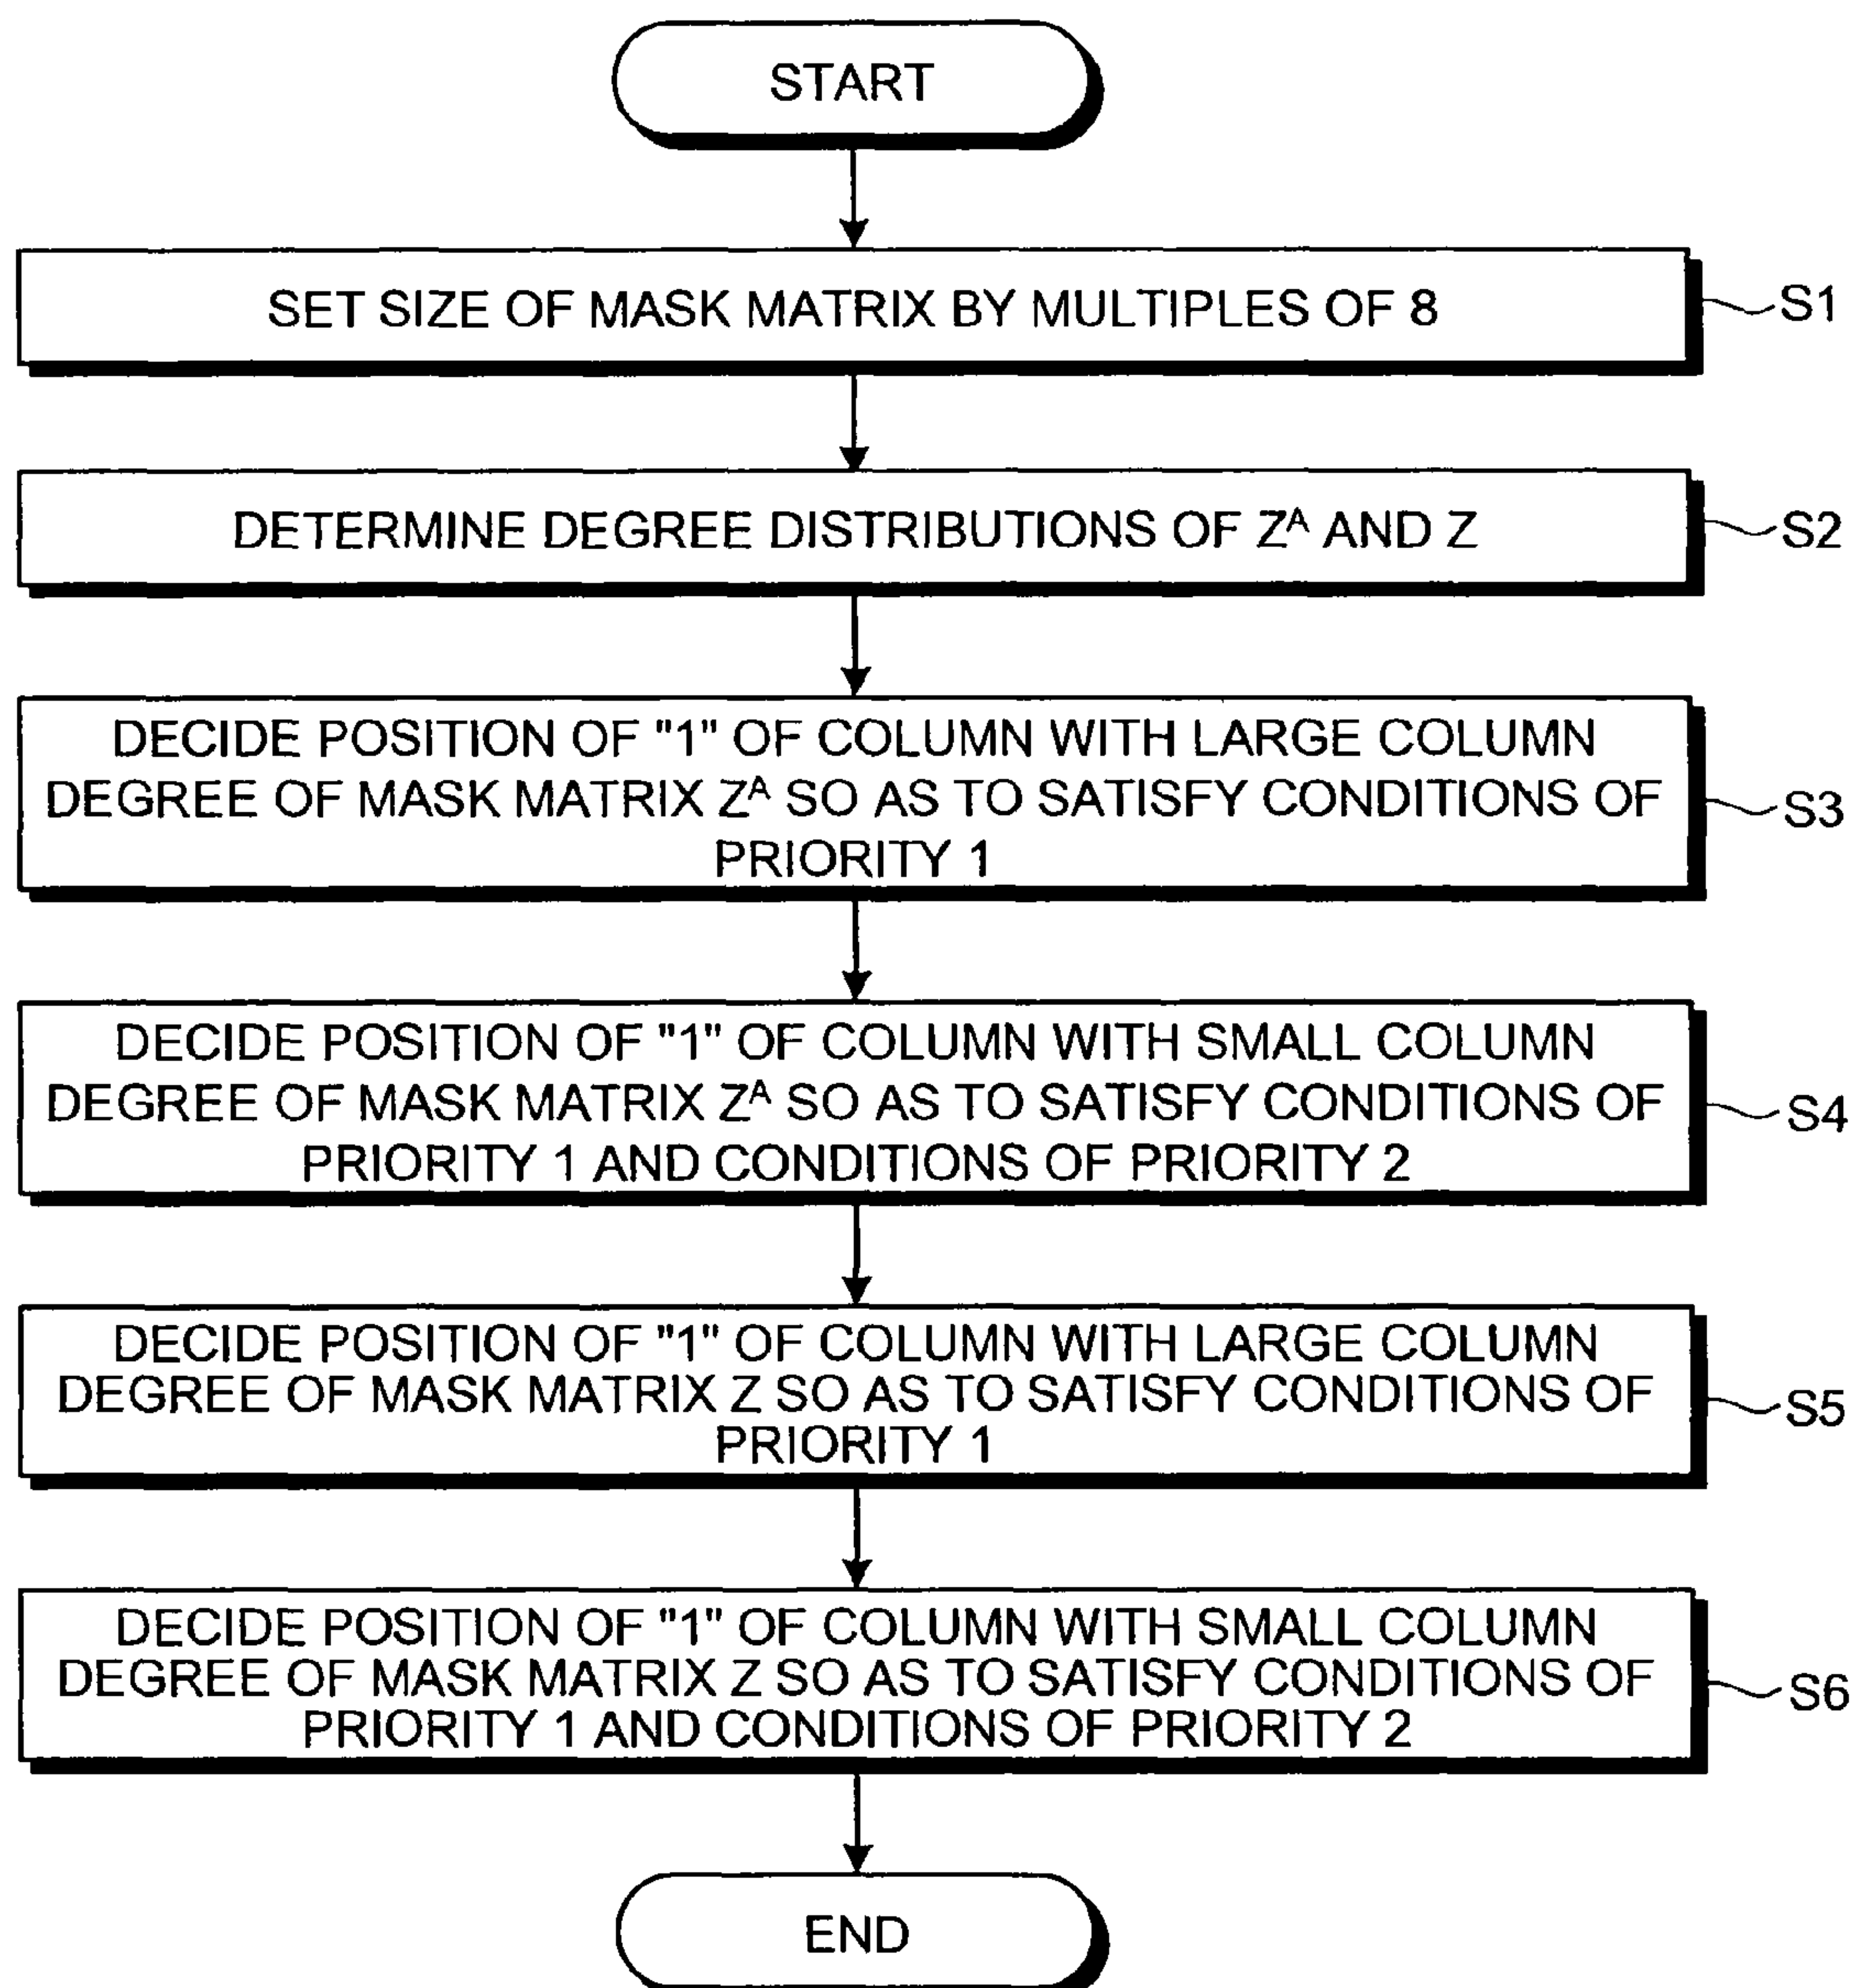 START
SET SIZE OF MASK MATRIX BY MULTIPLES OF 8
S1
DETERMINE DEGREE DISTRIBUTIONS OF Zᴬ AND Z
S2
DECIDE POSITION OF "1" OF COLUMN WITH LARGE COLUMN
DEGREE OF MASK MATRIX Zᴬ SO AS TO SATISFY CONDITIONS OF
PRIORITY 1
S3
DECIDE POSITION OF "1" OF COLUMN WITH SMALL COLUMN
DEGREE OF MASK MATRIX Zᴬ SO AS TO SATISFY CONDITIONS OF
PRIORITY 1 AND CONDITIONS OF PRIORITY 2
S4
DECIDE POSITION OF "1" OF COLUMN WITH LARGE COLUMN
DEGREE OF MASK MATRIX Z SO AS TO SATISFY CONDITIONS OF
PRIORITY 1
S5
DECIDE POSITION OF "1" OF COLUMN WITH SMALL COLUMN
DEGREE OF MASK MATRIX Z SO AS TO SATISFY CONDITIONS OF
PRIORITY 1 AND CONDITIONS OF PRIORITY 2
S6
END